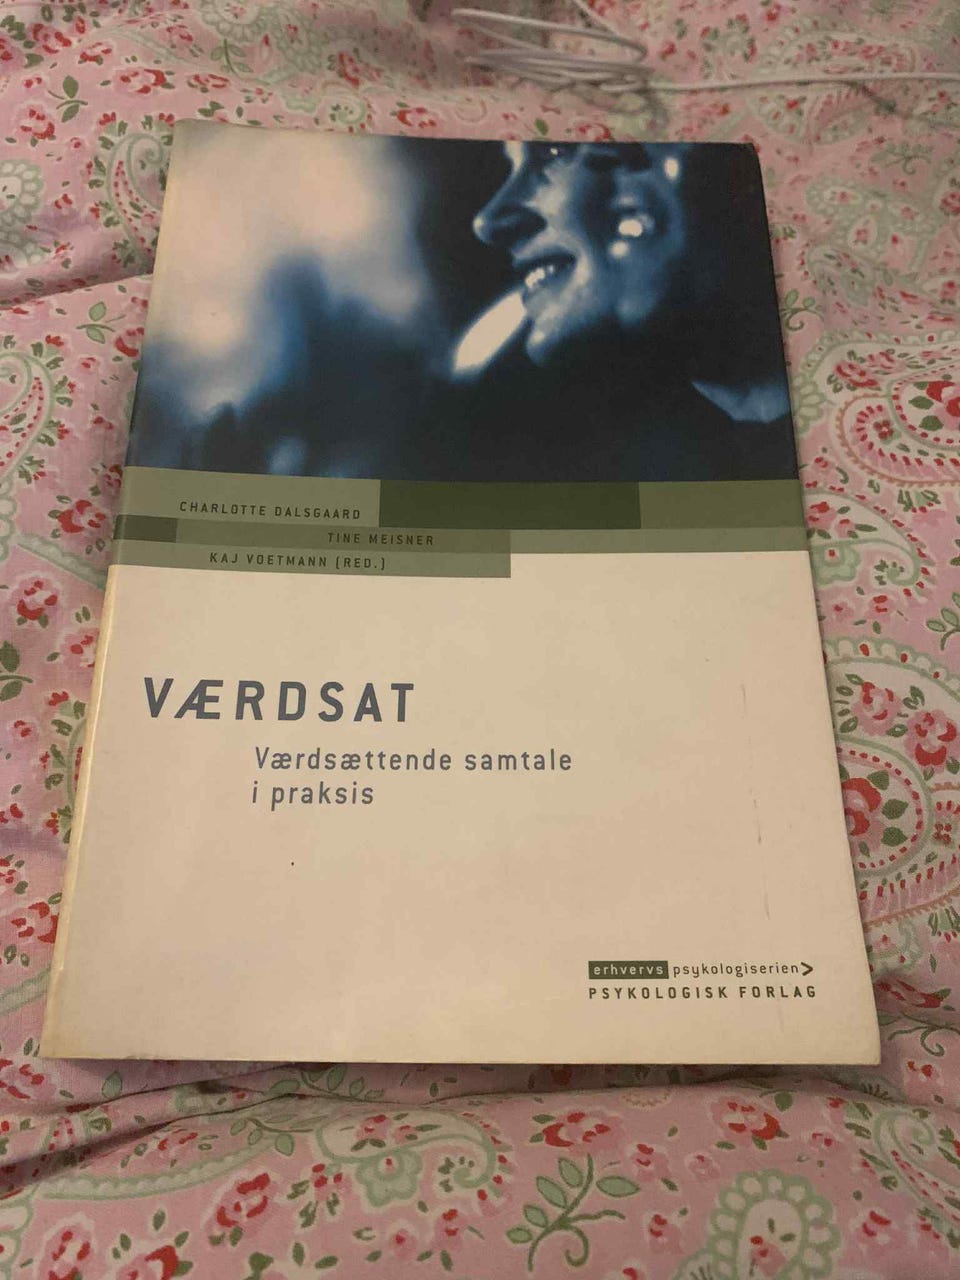 CHARLOTTE DALSGAARD
TINE MEISNER
KAJ VOETMANN (RED.)
VÆRDSAT
Værdsættende samtale
i praksis
erhvervs psykologiserien>
PSYKOLOGISK FORLAG